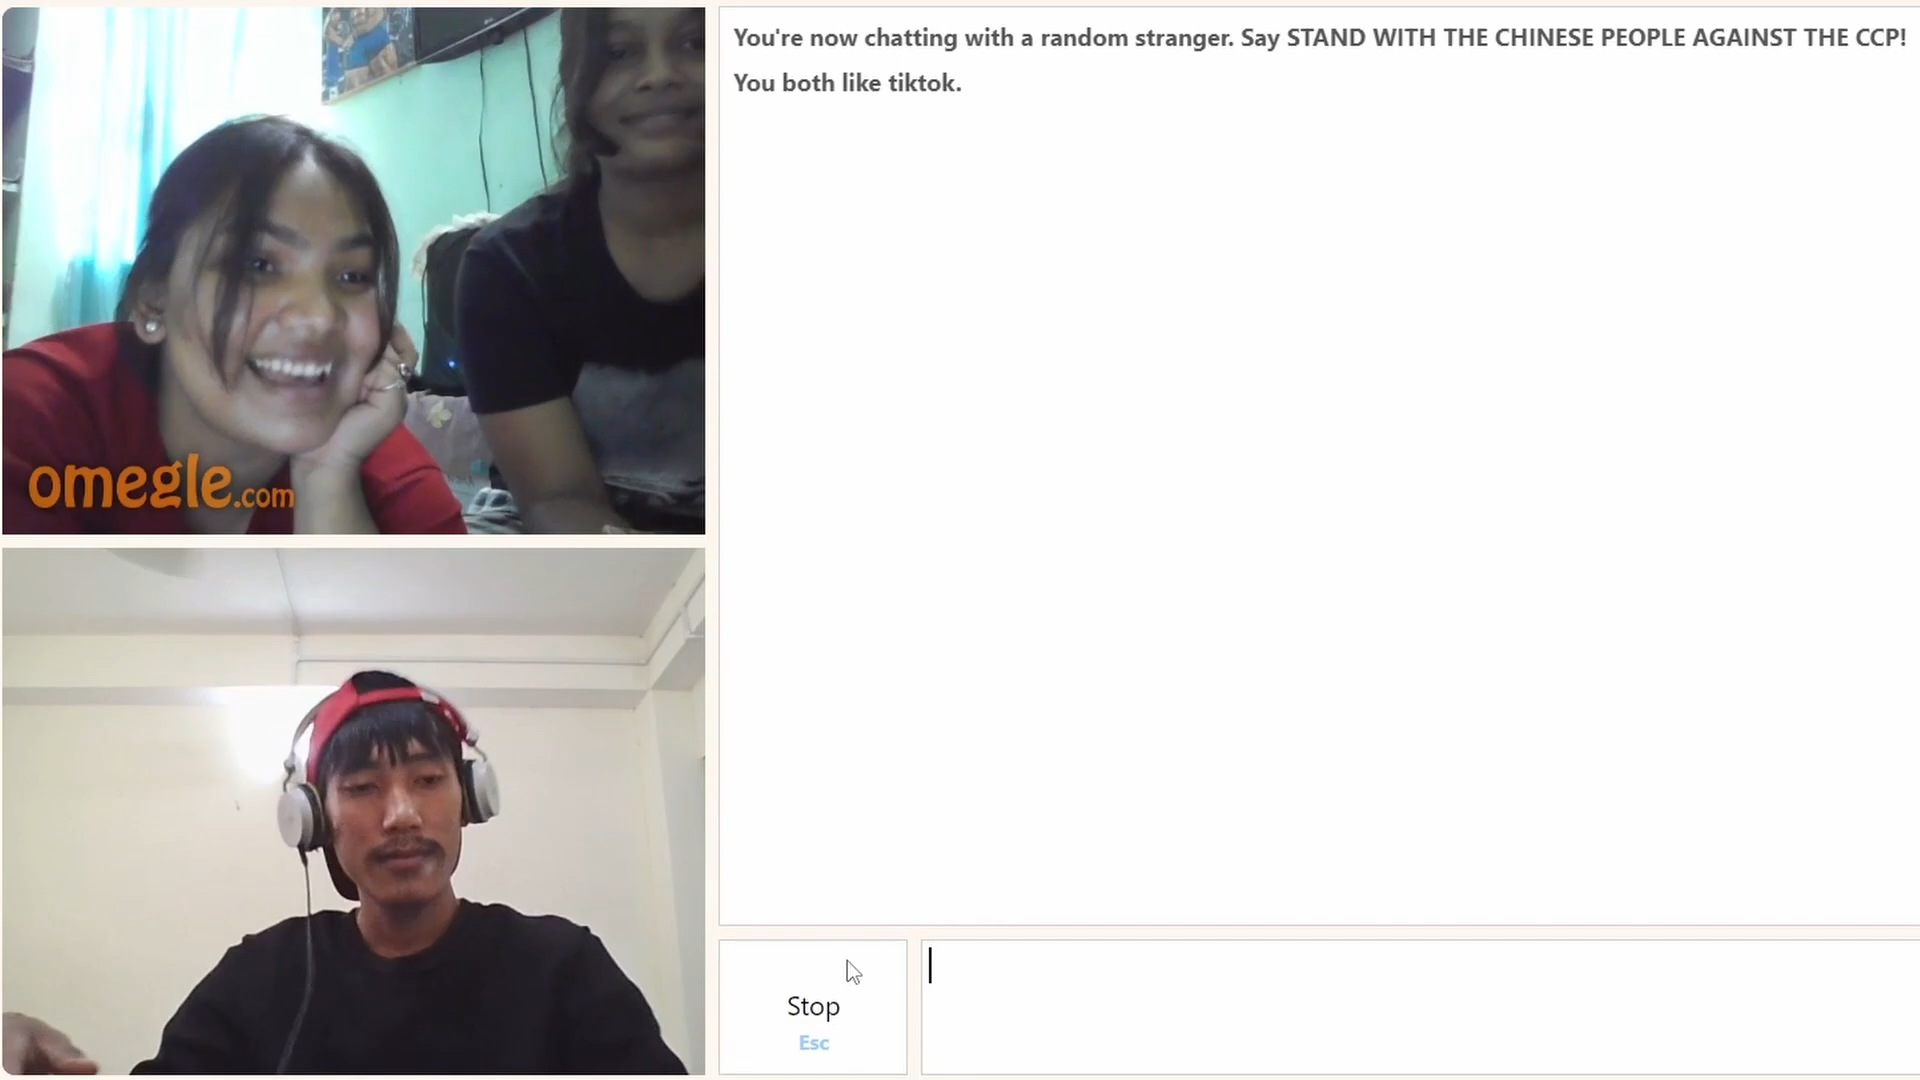 You're now chatting with a random stranger. Say STAND WITH THE CHINESE PEOPLE AGAINST THE CCP!
You both like tiktok.
omegle.com
Stop
Esc